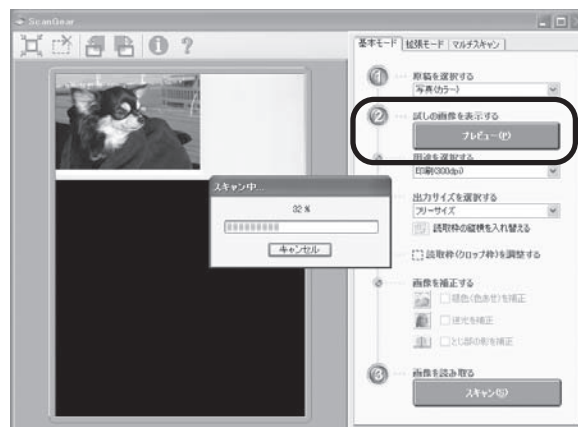 ScanGear
基本モード 拡張モード マルチスキャン
① 原稿を選択する
写真(カラー)
② 試しの画像を表示する
プレビュー(P)
用途を選択する
印刷(300dpi)
出力サイズを選択する
フリーサイズ
読取枠の縦横を入れ替える
読取枠(クロップ枠)を調整する
画像を補正する
褪色(色あせ)を補正
逆光を補正
とじ部の影を補正
③ 画像を読み取る
スキャン(S)
スキャン中...
32 %
キャンセル